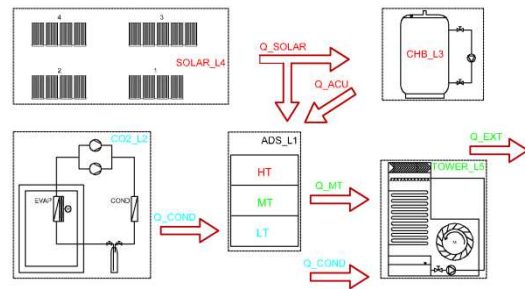 4
3
SOLAR_L4
2
1
Q_SOLAR
CHB_L3
Q_ACU
Q_EXT
CO2_L2
ADS_L1
TOWER_L5
HT
EVAP
COND
Q_MT
MT
Q_COND
LT
M
Q_COND